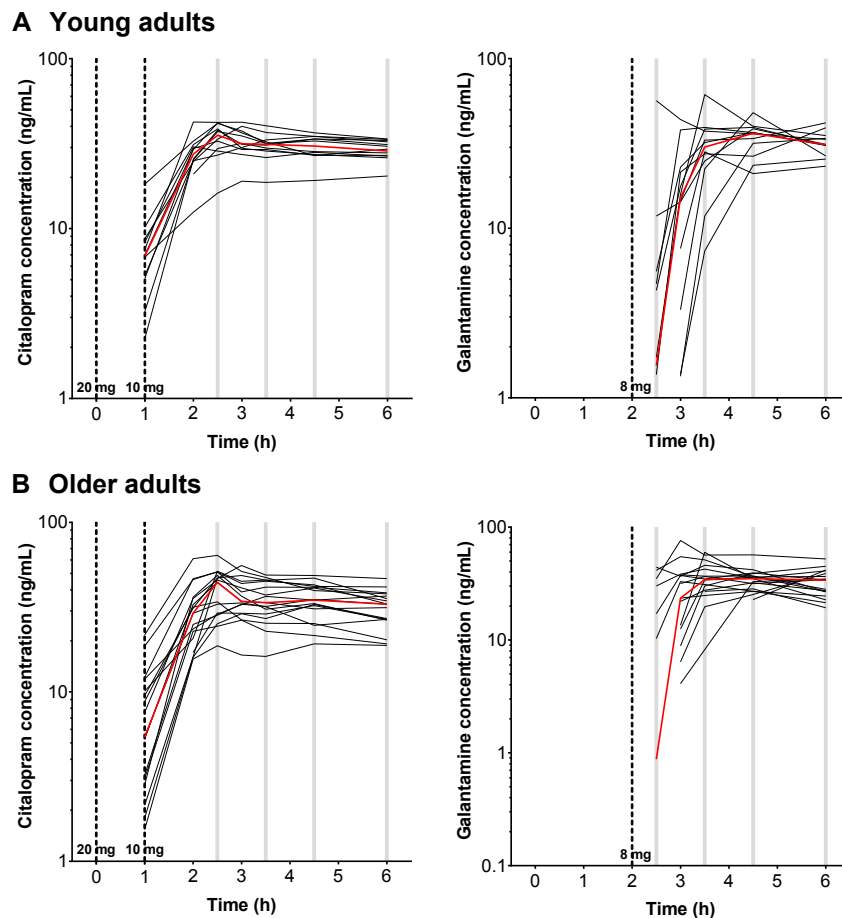 A Young adults
Citalopram concentration (ng/mL)
100
10
1
20 mg
10 mg
0
1
2
3
4
5
6
Time (h)
Galantamine concentration (ng/mL)
100
10
1
8 mg
0
1
2
3
4
5
6
Time (h)
B Older adults
Citalopram concentration (ng/mL)
100
10
1
20 mg
10 mg
0
1
2
3
4
5
6
Time (h)
Galantamine concentration (ng/mL)
100
10
1
0.1
8 mg
0
1
2
3
4
5
6
Time (h)